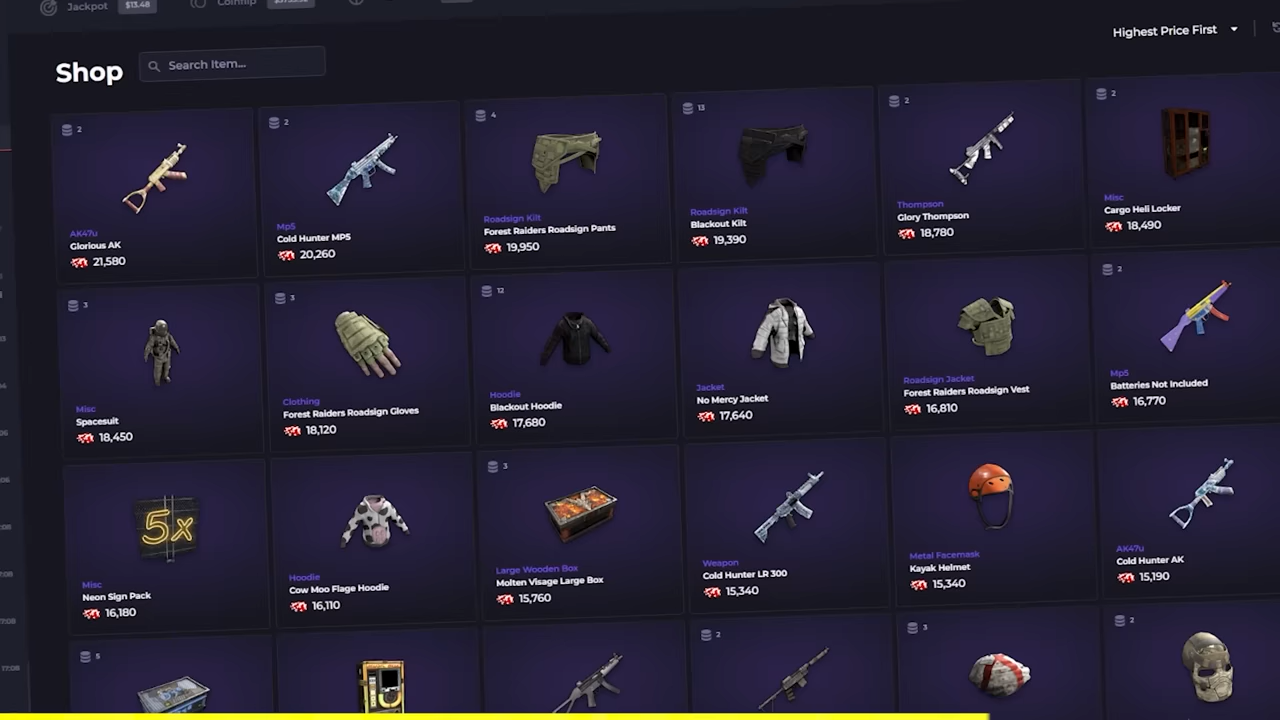 Jackpot $13.48 Coinflip
Highest Price First
Shop Search Item...
2
AK47u
Glorious AK
21,580
2
Mp5
Cold Hunter MP5
20,260
4
Roadsign Kilt
Forest Raiders Roadsign Pants
19,950
13
Roadsign Kilt
Blackout Kilt
19,390
2
Thompson
Glory Thompson
18,780
2
Misc
Cargo Heli Locker
18,490
3
Misc
Spacesuit
18,450
3
Clothing
Forest Raiders Roadsign Gloves
18,120
12
Hoodie
Blackout Hoodie
17,680
Jacket
No Mercy Jacket
17,640
Roadsign Jacket
Forest Raiders Roadsign Vest
16,810
2
Mp5
Batteries Not Included
16,770
5x
Misc
Neon Sign Pack
16,180
Hoodie
Cow Moo Flage Hoodie
16,110
3
Large Wooden Box
Molten Visage Large Box
15,760
Weapon
Cold Hunter LR 300
15,340
Metal Facemask
Kayak Helmet
15,340
AK47u
Cold Hunter AK
15,190
5
2
3
2